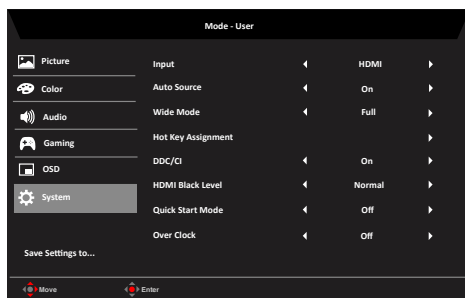 Mode - User
Picture
Color
Audio
Gaming
OSD
System
Save Settings to...
Input HDMI
Auto Source On
Wide Mode Full
Hot Key Assignment
DDC/CI On
HDMI Black Level Normal
Quick Start Mode Off
Over Clock Off
Move Enter